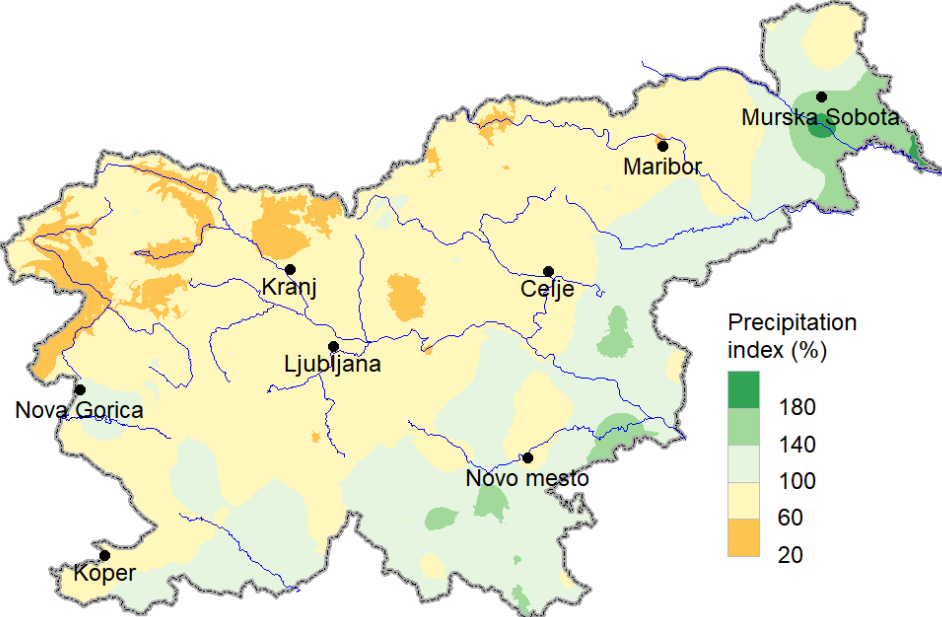 Murska Sobota
Maribor
Kranj
Celje
Ljubljana
Nova Gorica
Novo mesto
Koper
Precipitation
index (%)
180
140
100
60
20